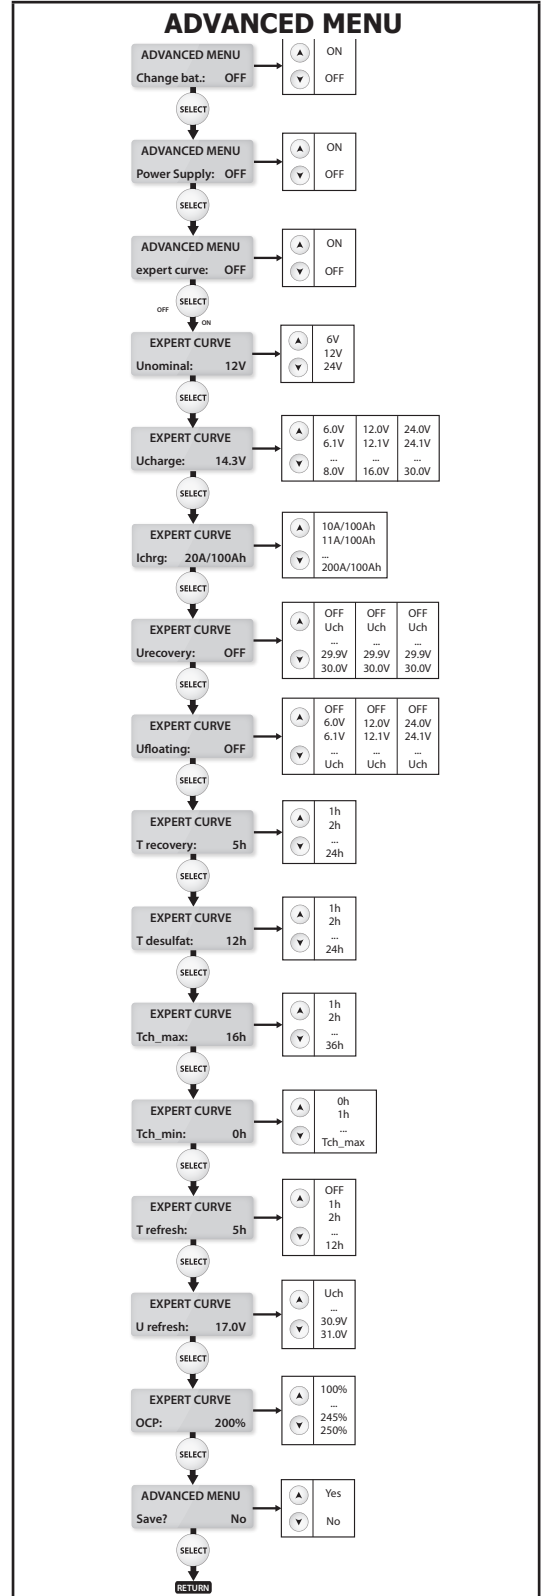 ADVANCED MENU
ADVANCED MENU
Change bat.: OFF
ON
OFF
SELECT
ADVANCED MENU
Power Supply: OFF
ON
OFF
SELECT
ADVANCED MENU
expert curve: OFF
ON
OFF
SELECT
OFF
ON
EXPERT CURVE
Unominal: 12V
6V
12V
24V
SELECT
EXPERT CURVE
Ucharge: 14.3V
6.0V 12.0V 24.0V
6.1V 12.1V 24.1V
... ... ...
8.0V 16.0V 30.0V
SELECT
EXPERT CURVE
Ichrg: 20A/100Ah
10A/100Ah
11A/100Ah
...
200A/100Ah
SELECT
EXPERT CURVE
Urecovery: OFF
OFF OFF OFF
Uch Uch Uch
... ... ...
29.9V 29.9V 29.9V
30.0V 30.0V 30.0V
SELECT
EXPERT CURVE
Ufloating: OFF
OFF OFF OFF
6.0V 12.0V 24.0V
6.1V 12.1V 24.1V
... ... ...
Uch Uch Uch
SELECT
EXPERT CURVE
T recovery: 5h
1h
2h
...
24h
SELECT
EXPERT CURVE
T desulfat: 12h
1h
2h
...
24h
SELECT
EXPERT CURVE
Tch_max: 16h
1h
2h
...
36h
SELECT
EXPERT CURVE
Tch_min: 0h
0h
1h
...
Tch_max
SELECT
EXPERT CURVE
T refresh: 5h
OFF
1h
2h
...
12h
SELECT
EXPERT CURVE
U refresh: 17.0V
Uch
...
30.9V
31.0V
SELECT
EXPERT CURVE
OCP: 200%
100%
...
245%
250%
SELECT
ADVANCED MENU
Save? No
Yes
No
SELECT
RETURN